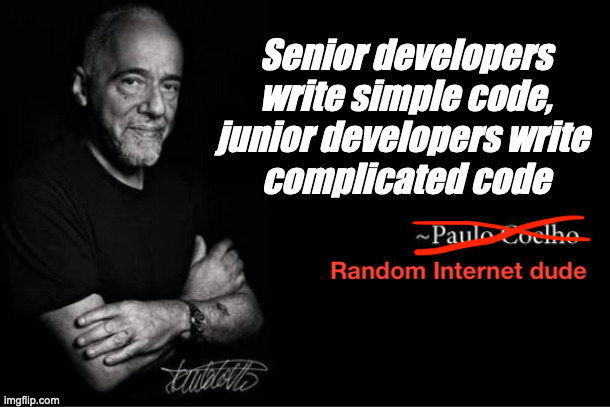 Senior developers
write simple code,
junior developers write
complicated code
~Paulo Coelho
Random Internet dude
imgflip.com